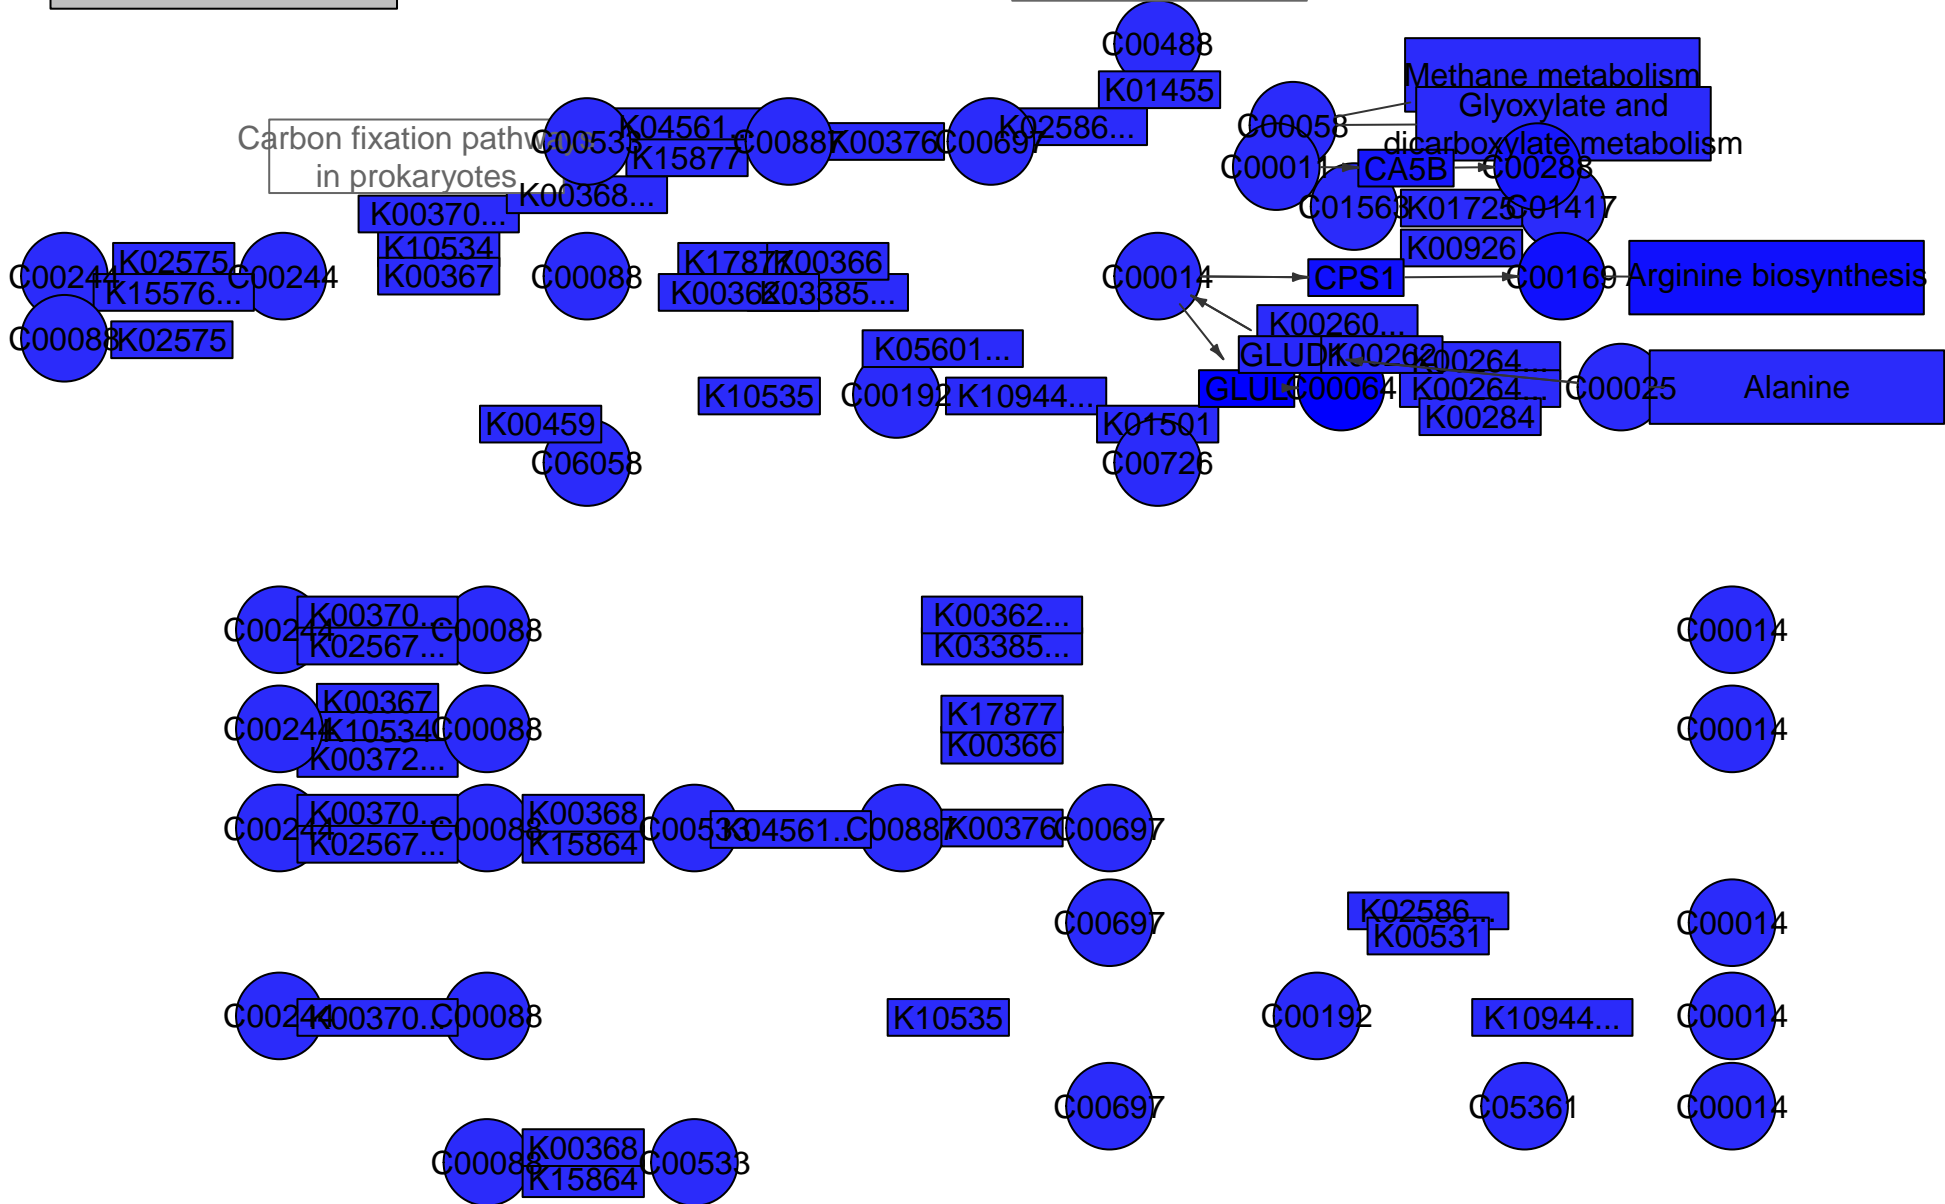 C00488
K01455
Methane metabolism
Glyoxylate and
dicarboxylate metabolism
C00058
Carbon fixation pathways
in prokaryotes
C00533
K04561...
K15877
C00887
K00376
C00697
K02586...
C00011
CA5B
C00288
K00368...
K00370...
C01563
K01725
C01417
K10534
K00367
K00926
C00244
K02575
K15576...
C00244
C00088
K17877
K00366
K00362...
K03385...
C00014
CPS1
C00169
Arginine biosynthesis
C00088
K02575
K05601...
K00260...
GLUD1
K00262
K00264...
K10535
C00192
K10944...
GLUL
C00064
K00264...
C00025
Alanine
K00284
K00459
K01501
C06058
C00726
C00244
K00370...
K02567...
C00088
K00362...
K03385...
C00014
C00244
K00367
K10534
K00372...
C00088
K17877
K00366
C00014
C00244
K00370...
K02567...
C00088
K00368
K15864
C00533
K04561...
C00887
K00376
C00697
C00697
K02586...
K00531
C00014
C00244
K00370...
C00088
K10535
C00192
K10944...
C00014
C00697
C05361
C00014
C00088
K00368
K15864
C00533